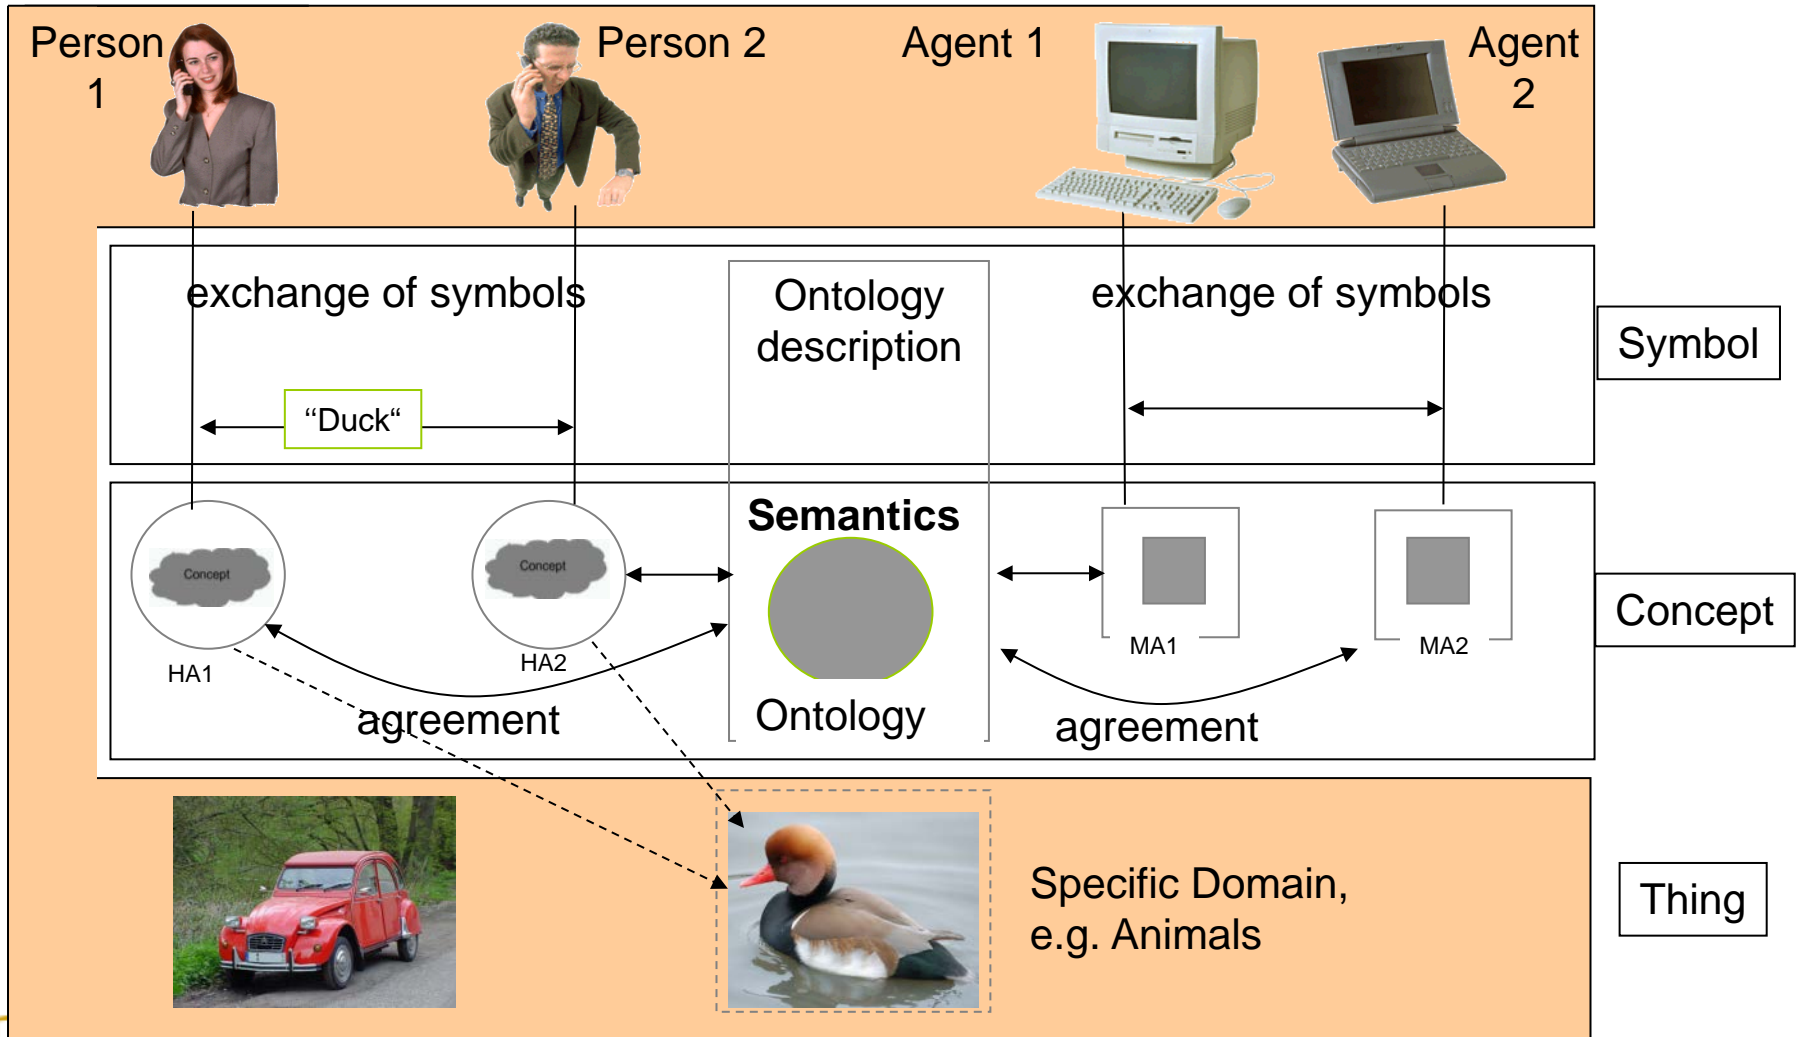 Person
1
Person 2
Agent 1
Agent
2
exchange of symbols
Ontology
description
exchange of symbols
Symbol
“Duck“
Semantics
Concept
Concept
Concept
HA1
HA2
MA1
MA2
agreement
Ontology
agreement
Specific Domain,
e.g. Animals
Thing